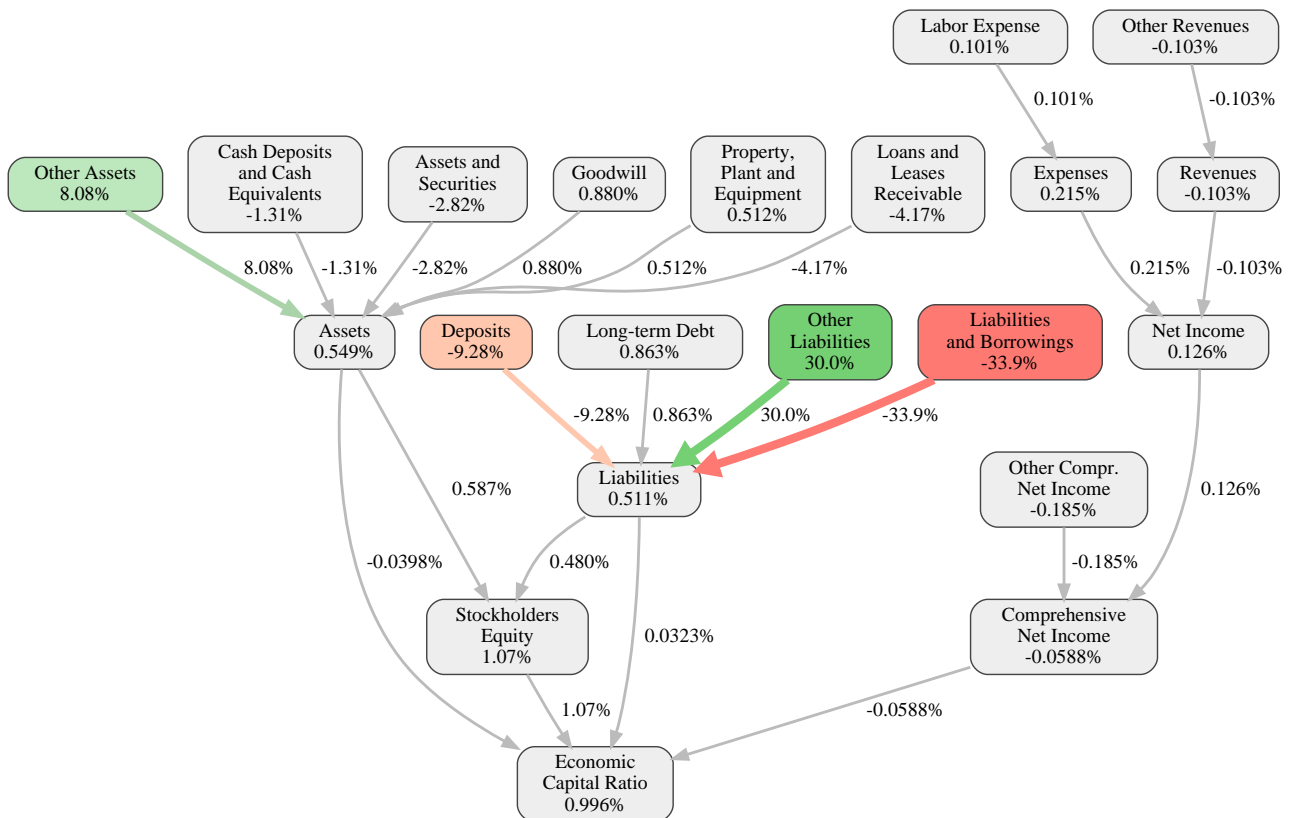 Labor Expense
0.101%
Other Revenues
-0.103%
0.101%
-0.103%
Other Assets
8.08%
Cash Deposits
and Cash
Equivalents
-1.31%
Assets and
Securities
-2.82%
Goodwill
0.880%
Property,
Plant and
Equipment
0.512%
Loans and
Leases
Receivable
-4.17%
Expenses
0.215%
Revenues
-0.103%
8.08%
-1.31%
-2.82%
0.880%
0.512%
-4.17%
0.215%
-0.103%
Assets
0.549%
Deposits
-9.28%
Long-term Debt
0.863%
Other
Liabilities
30.0%
Liabilities
and Borrowings
-33.9%
Net Income
0.126%
-9.28%
0.863%
30.0%
-33.9%
Liabilities
0.511%
Other Compr.
Net Income
-0.185%
0.587%
0.126%
-0.0398%
0.480%
-0.185%
Stockholders
Equity
1.07%
0.0323%
Comprehensive
Net Income
-0.0588%
1.07%
-0.0588%
Economic
Capital Ratio
0.996%